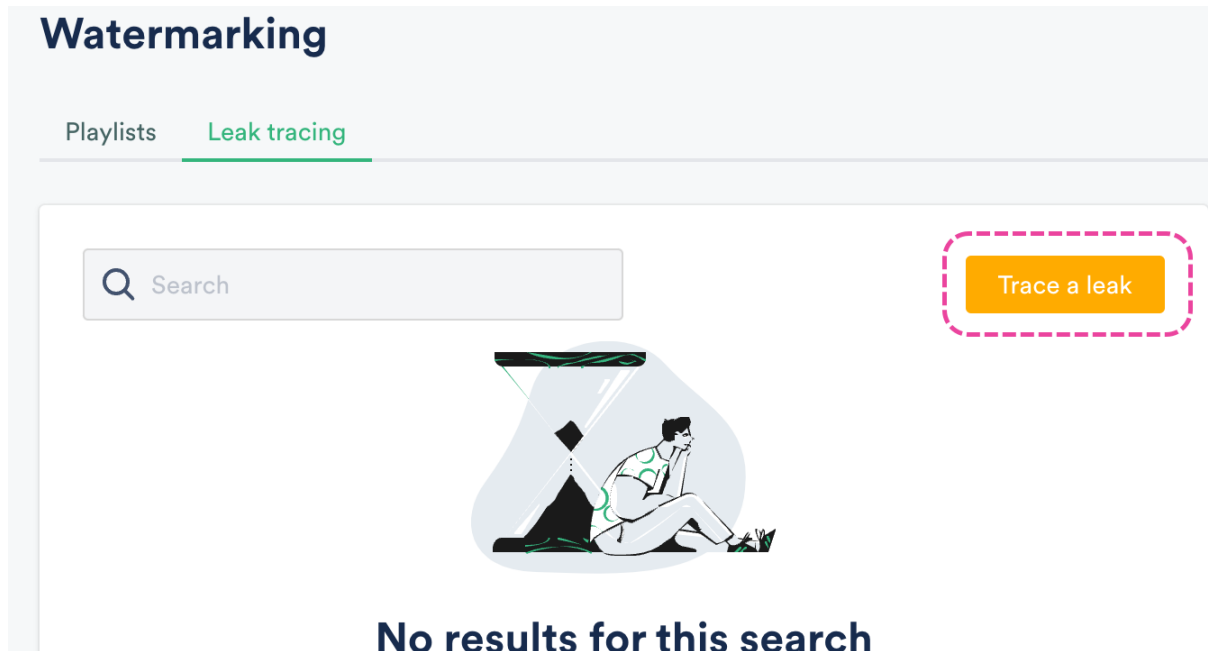 Watermarking
Playlists Leak tracing
Search
Trace a leak
No results for this search